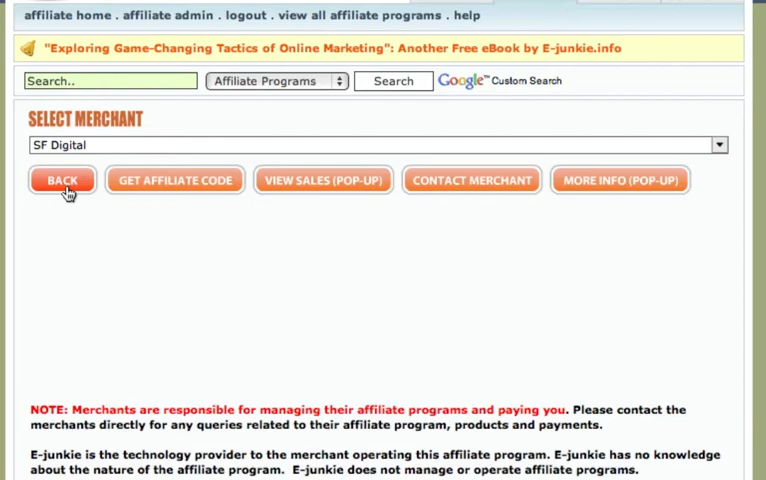 affiliate home . affiliate admin . logout . view all affiliate programs . help
"Exploring Game-Changing Tactics of Online Marketing": Another Free eBook by E-junkie.info
Search.. Affiliate Programs Search Google™ Custom Search
SELECT MERCHANT
SF Digital
BACK GET AFFILIATE CODE VIEW SALES (POP-UP) CONTACT MERCHANT MORE INFO (POP-UP)
NOTE: Merchants are responsible for managing their affiliate programs and paying you. Please contact the
merchants directly for any queries related to their affiliate program, products and payments.
E-junkie is the technology provider to the merchant operating this affiliate program. E-junkie has no knowledge
about the nature of the affiliate program. E-junkie does not manage or operate affiliate programs.